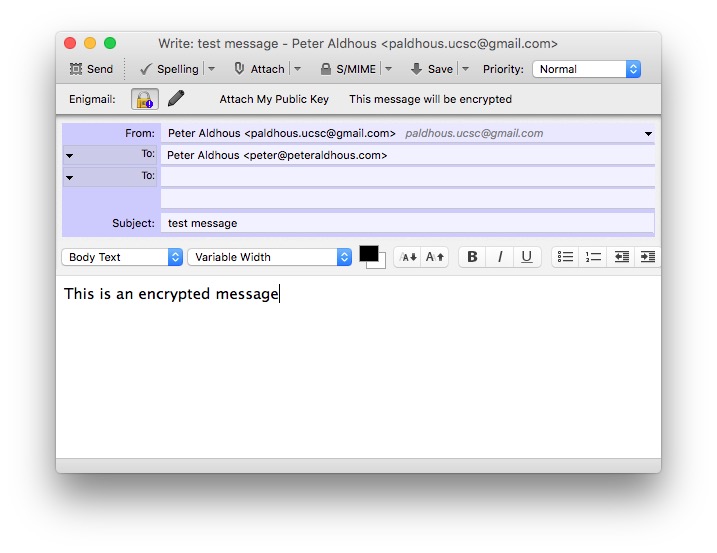 Write: test message - Peter Aldhous <paldhous.ucsc@gmail.com>
Send Spelling Attach S/MIME Save Priority: Normal
Enigmail: Attach My Public Key This message will be encrypted
From: Peter Aldhous <paldhous.ucsc@gmail.com> paldhous.ucsc@gmail.com
To: Peter Aldhous <peter@peteraldhous.com>
To:
Subject: test message
Body Text Variable Width A A B I U
This is an encrypted message